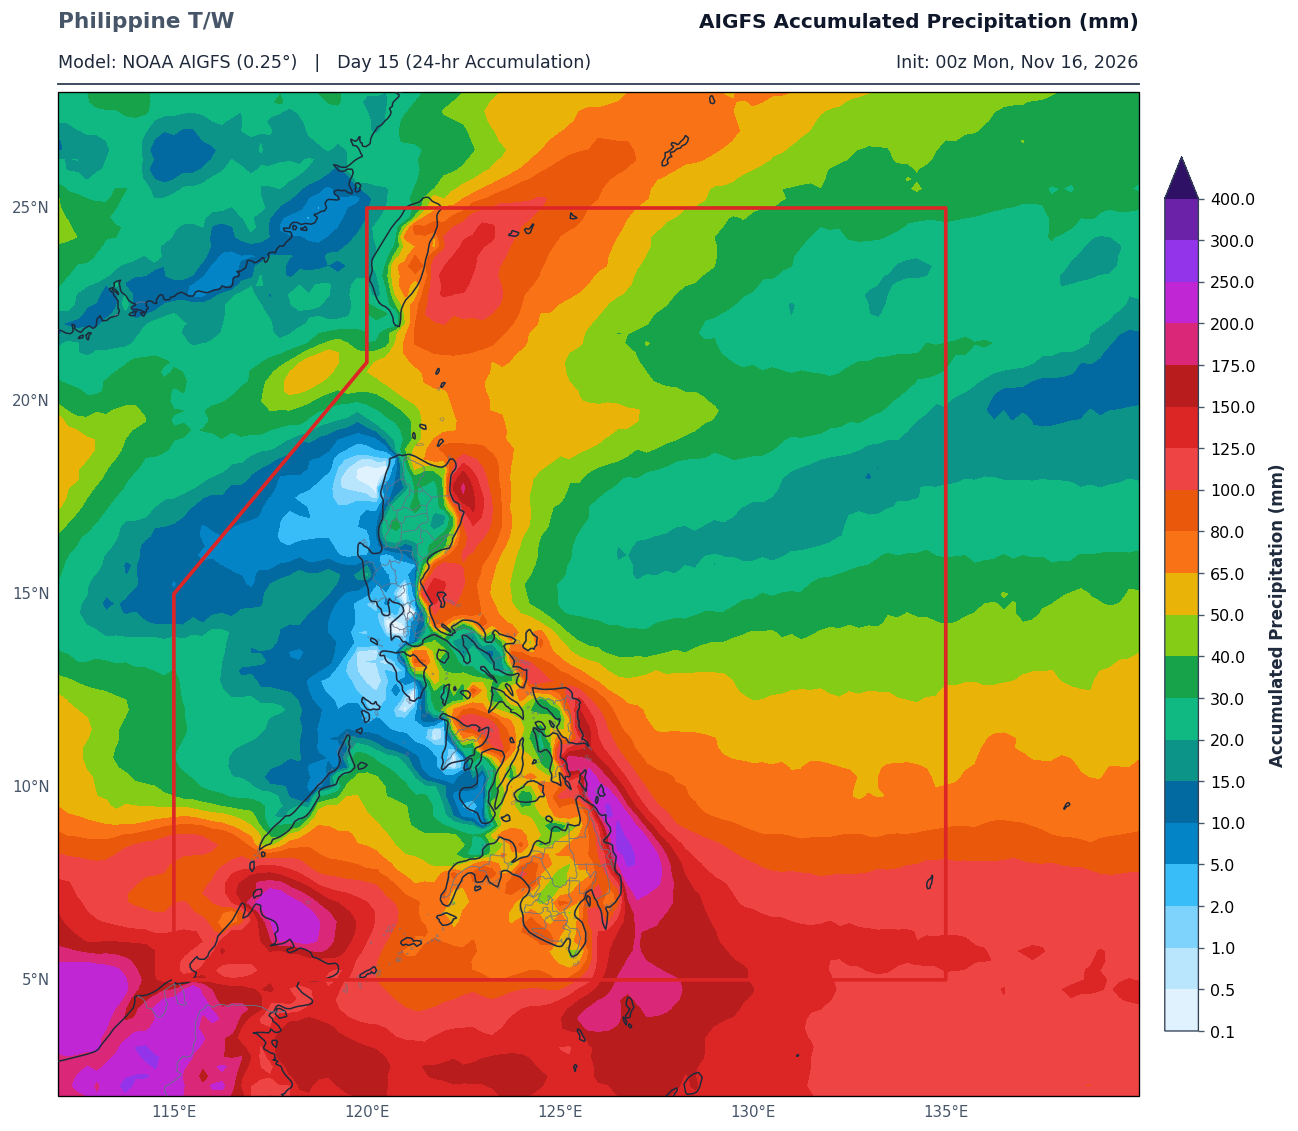 Philippine T/W
AIGFS Accumulated Precipitation (mm)
Model: NOAA AIGFS (0.25°)   |   Day 15 (24-hr Accumulation)
Init: 00z Mon, Nov 16, 2026
25°N
20°N
15°N
10°N
5°N
115°E
120°E
125°E
130°E
135°E
400.0
300.0
250.0
200.0
175.0
150.0
125.0
100.0
80.0
65.0
50.0
40.0
30.0
20.0
15.0
10.0
5.0
2.0
1.0
0.5
0.1
Accumulated Precipitation (mm)